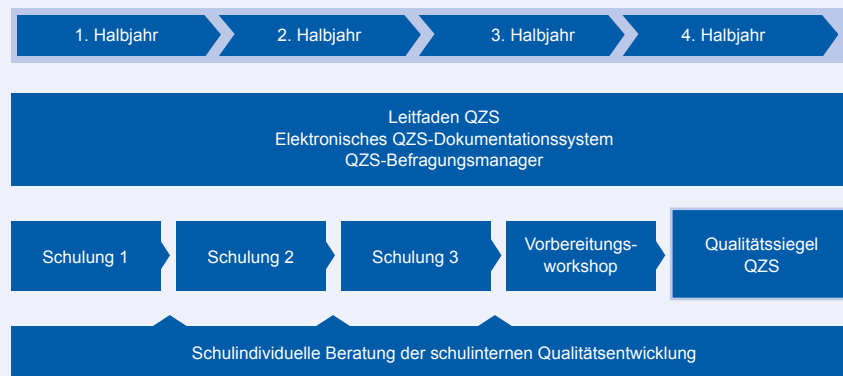 1. Halbjahr
2. Halbjahr
3. Halbjahr
4. Halbjahr
Leitfaden QZS
Elektronisches QZS-Dokumentationssystem
QZS-Befragungsmanager
Schulung 1
Schulung 2
Schulung 3
Vorbereitungs-
workshop
Qualitätssiegel
QZS
Schulindividuelle Beratung der schulinternen Qualitätsentwicklung